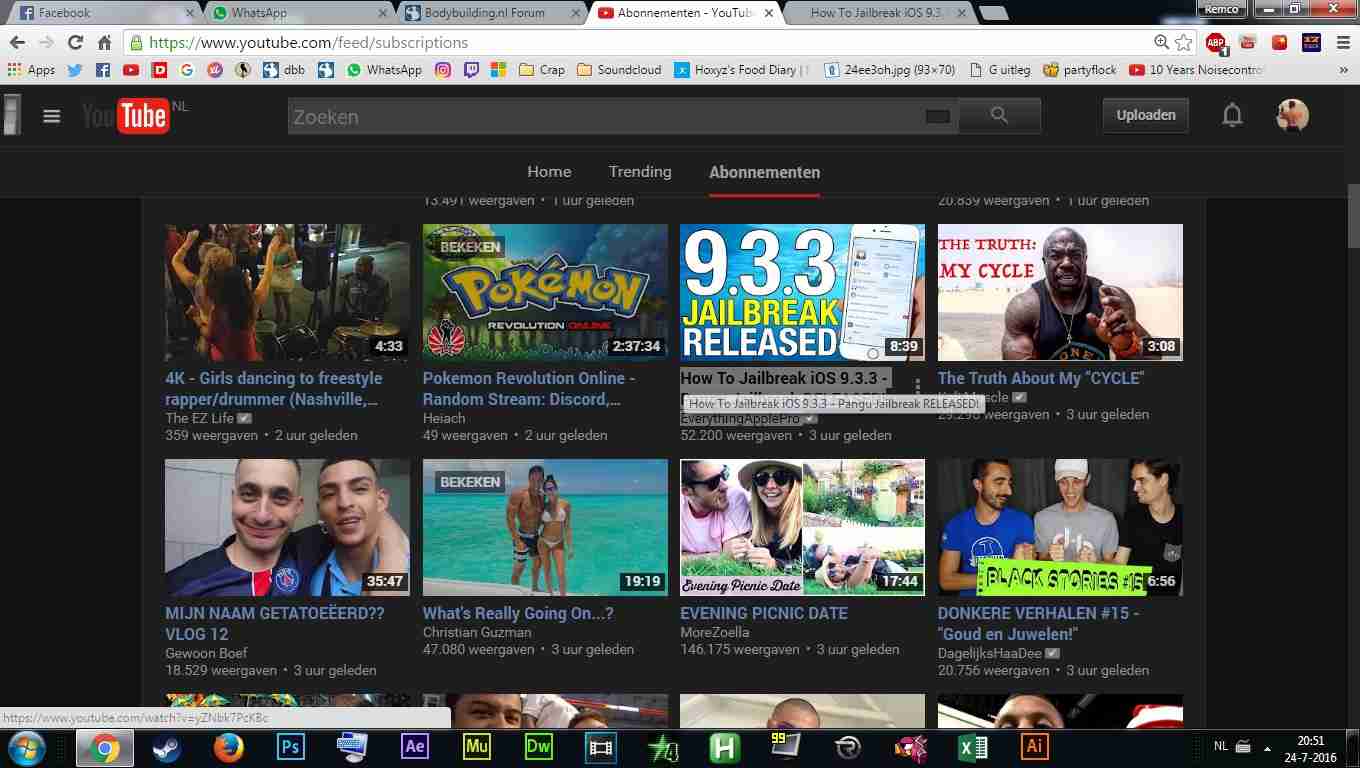 Facebook
WhatsApp
Bodybuilding.nl Forum
Abonnementen - YouTube
How To Jailbreak iOS 9.3.
Remco
https://www.youtube.com/feed/subscriptions
ABP
1
Apps
dbb
WhatsApp
Crap
Soundcloud
Hoxyz's Food Diary |
24ee3oh.jpg (93×70)
G uitleg
partyflock
10 Years Noisecontrol
»
YouTube NL
Zoeken
Uploaden
Home
Trending
Abonnementen
13.491 weergaven • 1 uur geleden
20.839 weergaven • 1 uur geleden
4:33
BEKEKEN
POKéMON
REVOLUTION ONLINE
2:37:34
9.3.3
JAILBREAK
RELEASED
8:39
THE TRUTH:
MY CYCLE
3:08
4K - Girls dancing to freestyle
rapper/drummer (Nashville,...
The EZ Life
359 weergaven • 2 uur geleden
Pokemon Revolution Online -
Random Stream: Discord,...
Heiach
49 weergaven • 2 uur geleden
How To Jailbreak iOS 9.3.3 -
How To Jailbreak iOS 9.3.3 - Pangu Jailbreak RELEASED!
EverythingApplePro
52.200 weergaven • 3 uur geleden
The Truth About My "CYCLE"
29.296 weergaven • 3 uur geleden
35:47
BEKEKEN
19:19
Evening Picnic Date
17:44
BLACK STORIES #15
6:56
MIJN NAAM GETATOEËERD??
VLOG 12
Gewoon Boef
18.529 weergaven • 3 uur geleden
What's Really Going On...?
Christian Guzman
47.080 weergaven • 3 uur geleden
EVENING PICNIC DATE
MoreZoella
146.175 weergaven • 3 uur geleden
DONKERE VERHALEN #15 -
"Goud en Juwelen!"
DagelijksHaaDee
20.756 weergaven • 3 uur geleden
https://www.youtube.com/watch?v=yZNbk7PcKBc
Ps
Ae
Mu
Dw
H
99
Ai
NL
20:51
24-7-2016